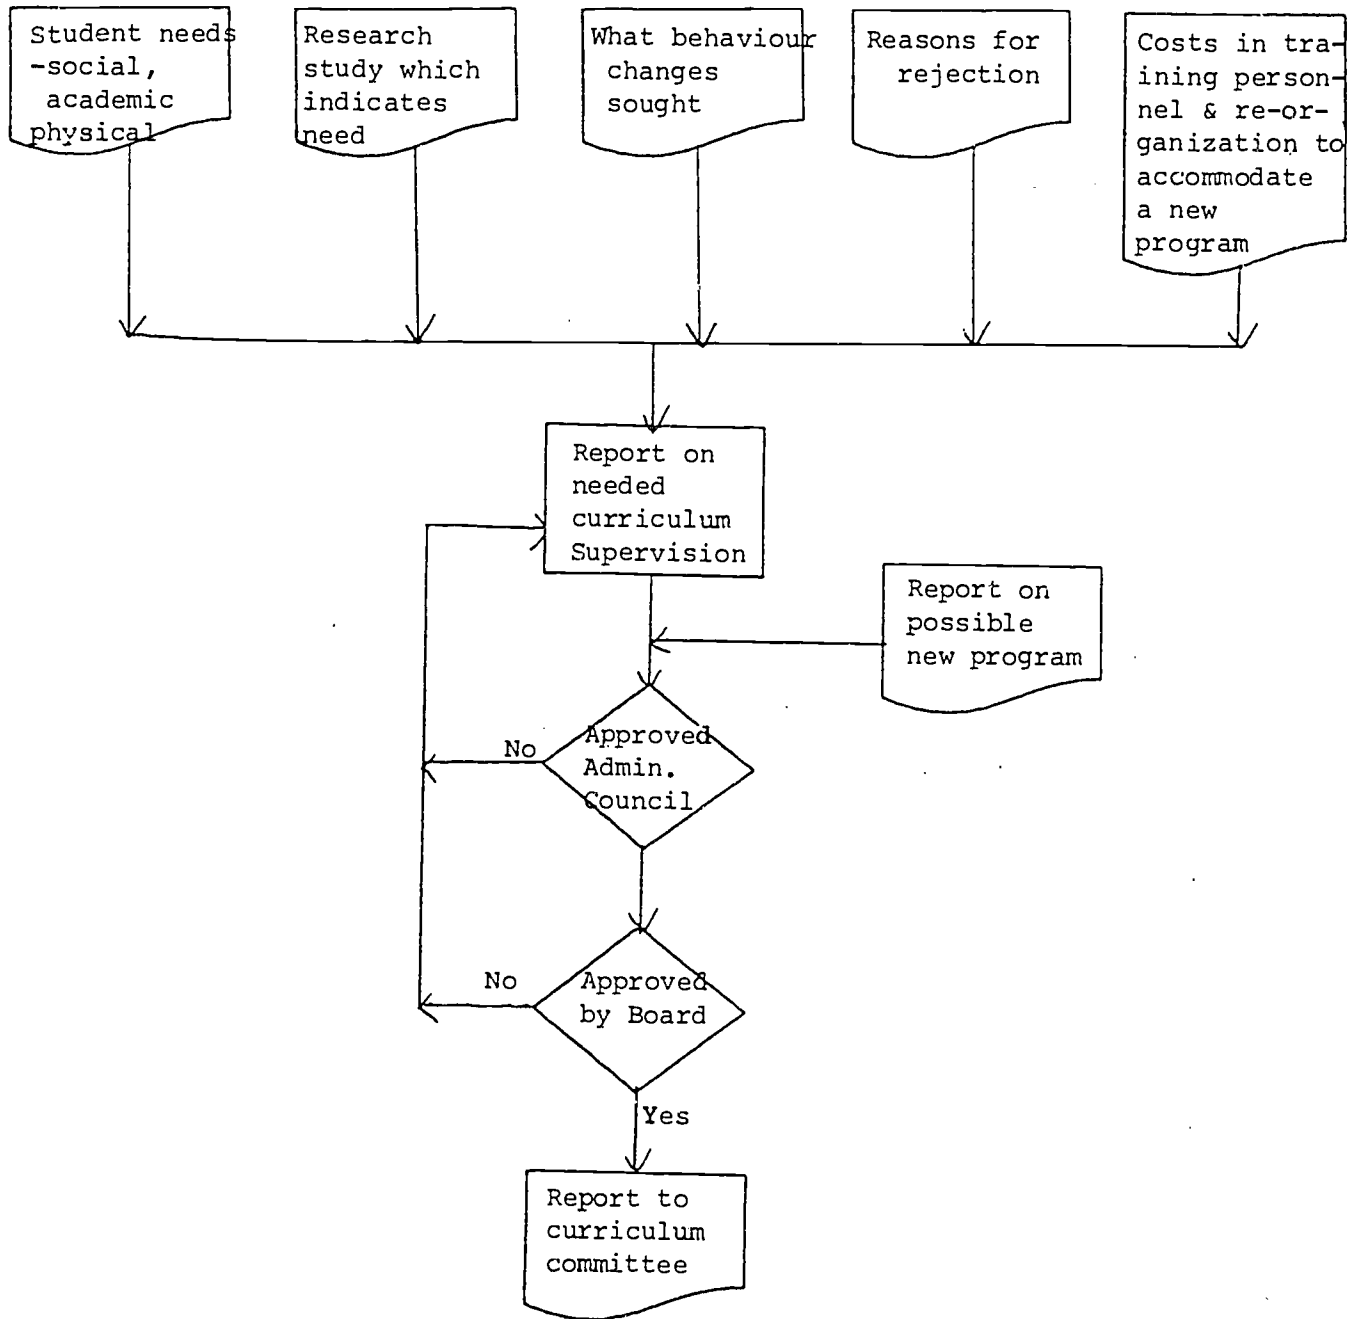 Student needs
-social,
academic
physical
Research
study which
indicates
need
What behaviour
changes
sought
Reasons for
rejection
Costs in tra-
ining person-
nel & re-or-
ganization to
accommodate
a new
program
Report on
needed
curriculum
Supervision
Report on
possible
new program
No
Approved
Admin.
Council
No
Approved
by Board
Yes
Report to
curriculum
committee